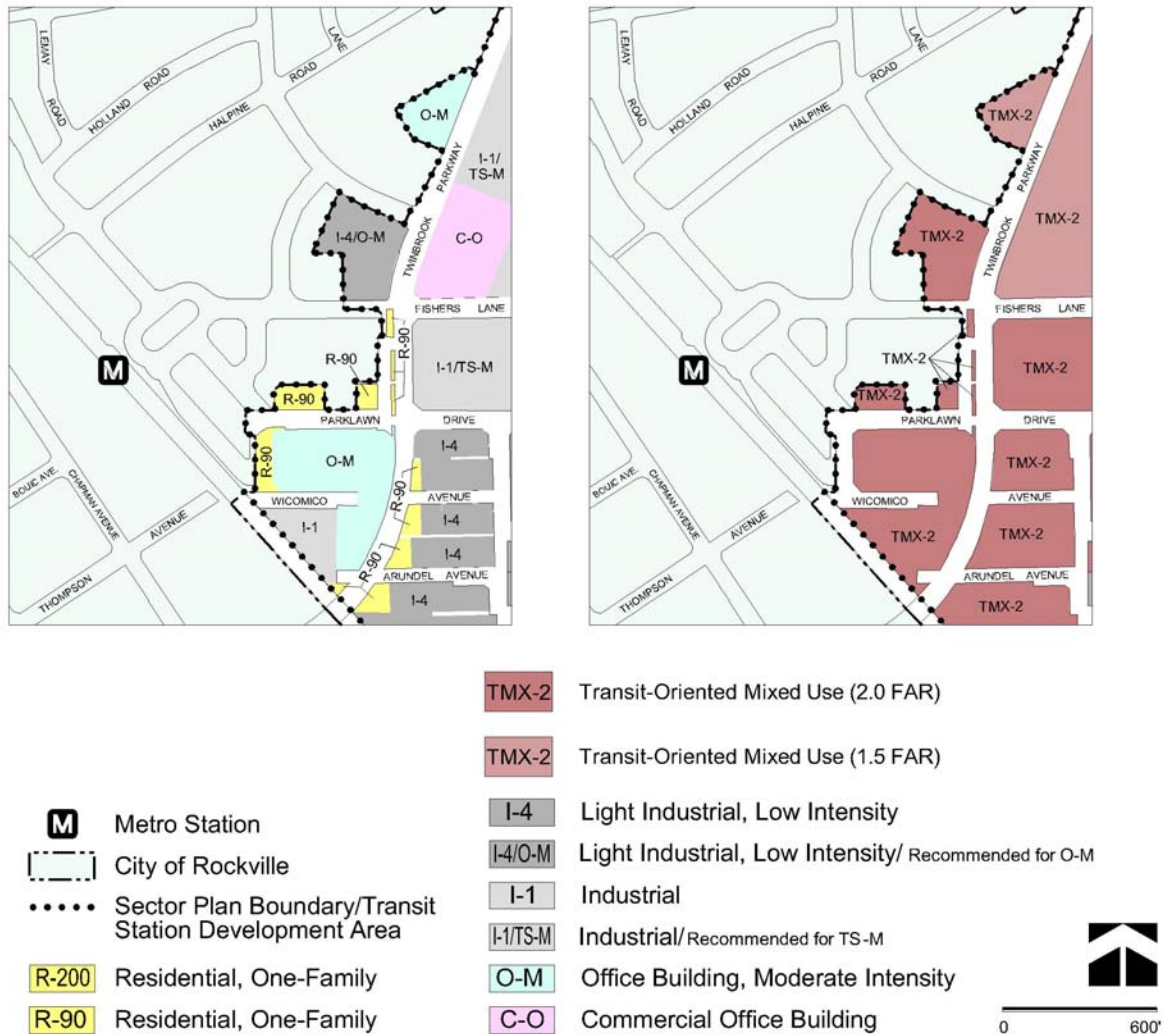 LEMAY
ROAD
HOLLAND
ROAD
HALPINE
ROAD
LANE
O-M
PARKWAY
I-1/
TS-M
I-4/O-M
TWINBROOK
C-O
FISHERS LANE
R-90
R-90
I-1/TS-M
M
R-90
PARKLAWN DRIVE
R-90
O-M
I-4
R-90
WICOMICO
AVENUE
BOUIC AVE.
CHAPMAN AVENUE
AVENUE
I-1
I-4
I-4
R-90
ARUNDEL AVENUE
THOMPSON
I-4
LEMAY
ROAD
HOLLAND
ROAD
HALPINE
ROAD
LANE
TMX-2
PARKWAY
TMX-2
TMX-2
TWINBROOK
FISHERS LANE
TMX-2
TMX-2
M
TMX-2
PARKLAWN DRIVE
TMX-2
WICOMICO
AVENUE
BOUIC AVE.
CHAPMAN AVENUE
AVENUE
TMX-2
TMX-2
ARUNDEL AVENUE
THOMPSON
TMX-2
TMX-2 Transit-Oriented Mixed Use (2.0 FAR)
TMX-2 Transit-Oriented Mixed Use (1.5 FAR)
M Metro Station
City of Rockville
Sector Plan Boundary/Transit
Station Development Area
R-200 Residential, One-Family
R-90 Residential, One-Family
I-4 Light Industrial, Low Intensity
I-4/O-M Light Industrial, Low Intensity/ Recommended for O-M
I-1 Industrial
I-1/TS-M Industrial/Recommended for TS-M
O-M Office Building, Moderate Intensity
C-O Commercial Office Building
0 600'